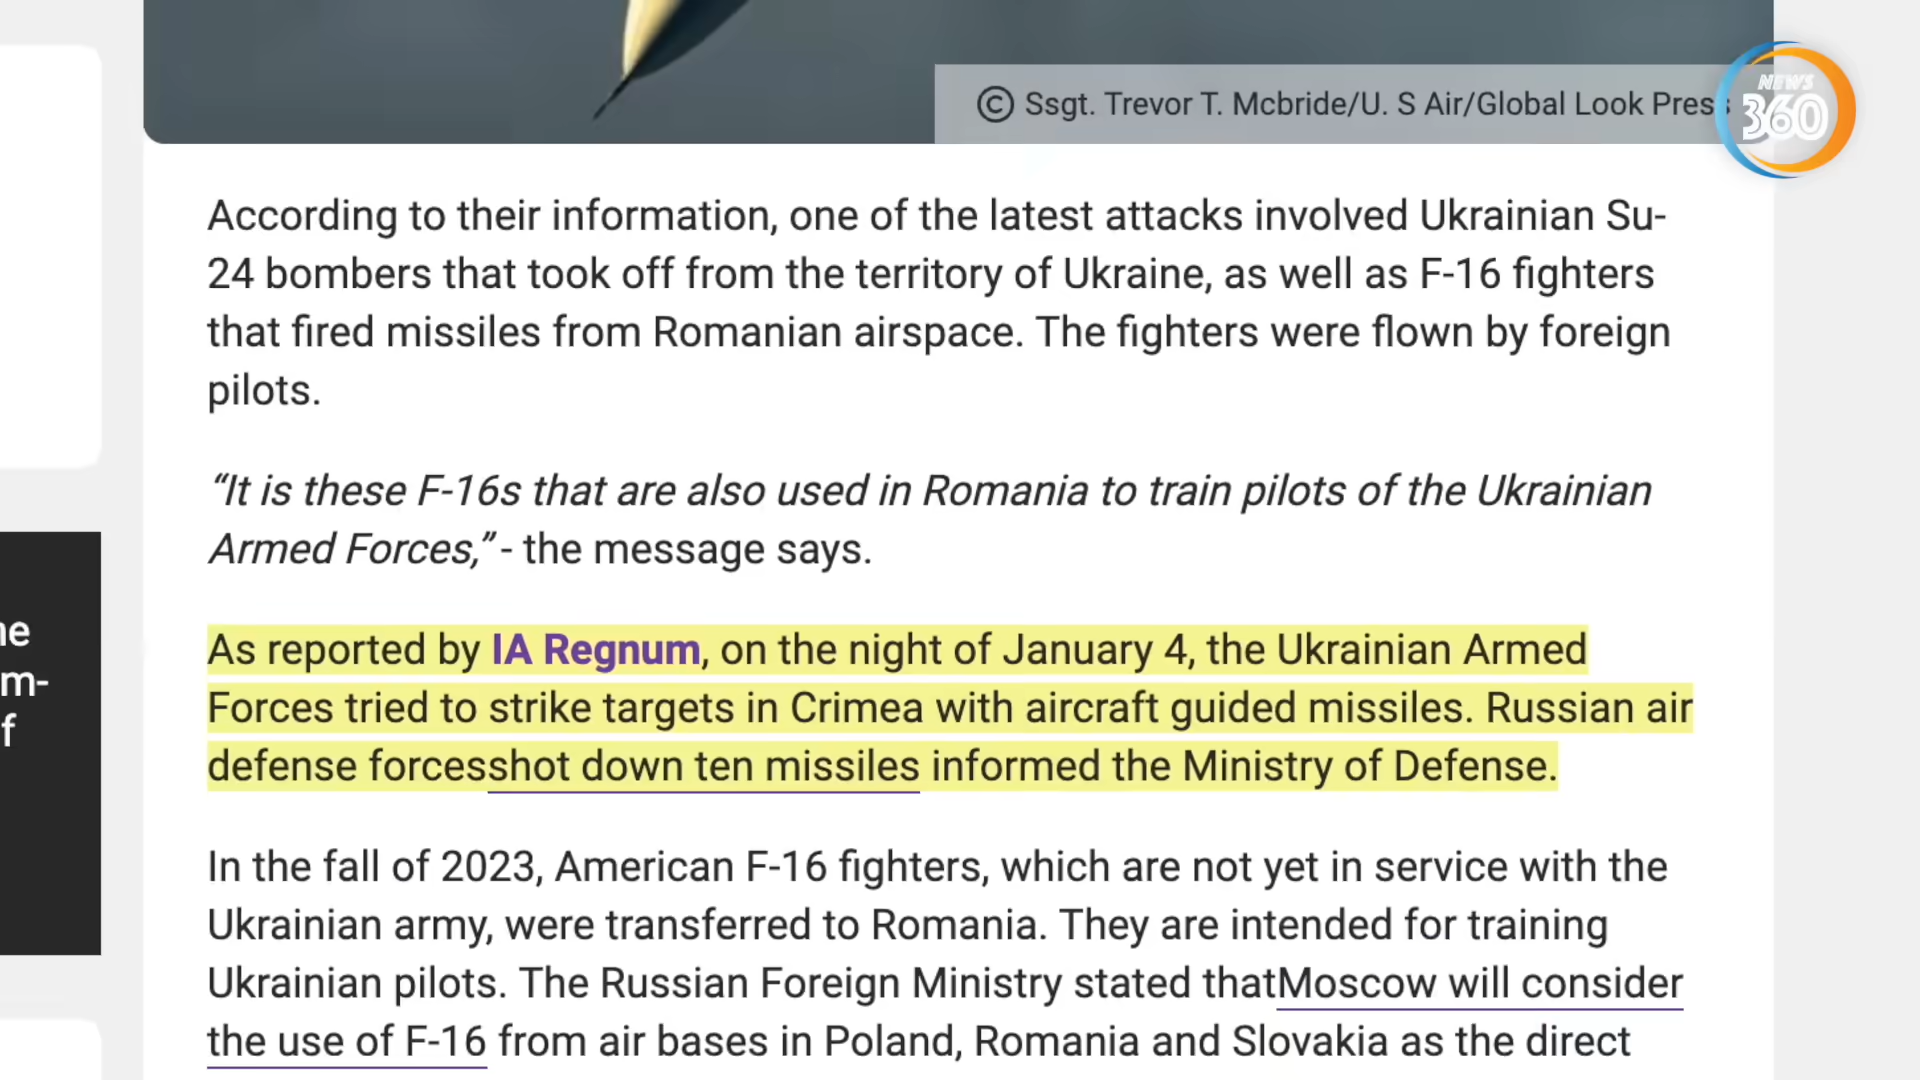 © Ssgt. Trevor T. Mcbride/U. S Air/Global Look Press
NEWS
360
According to their information, one of the latest attacks involved Ukrainian Su-
24 bombers that took off from the territory of Ukraine, as well as F-16 fighters
that fired missiles from Romanian airspace. The fighters were flown by foreign
pilots.
“It is these F-16s that are also used in Romania to train pilots of the Ukrainian
Armed Forces,” - the message says.
As reported by IA Regnum, on the night of January 4, the Ukrainian Armed
Forces tried to strike targets in Crimea with aircraft guided missiles. Russian air
defense forcesshot down ten missiles informed the Ministry of Defense.
In the fall of 2023, American F-16 fighters, which are not yet in service with the
Ukrainian army, were transferred to Romania. They are intended for training
Ukrainian pilots. The Russian Foreign Ministry stated thatMoscow will consider
the use of F-16 from air bases in Poland, Romania and Slovakia as the direct